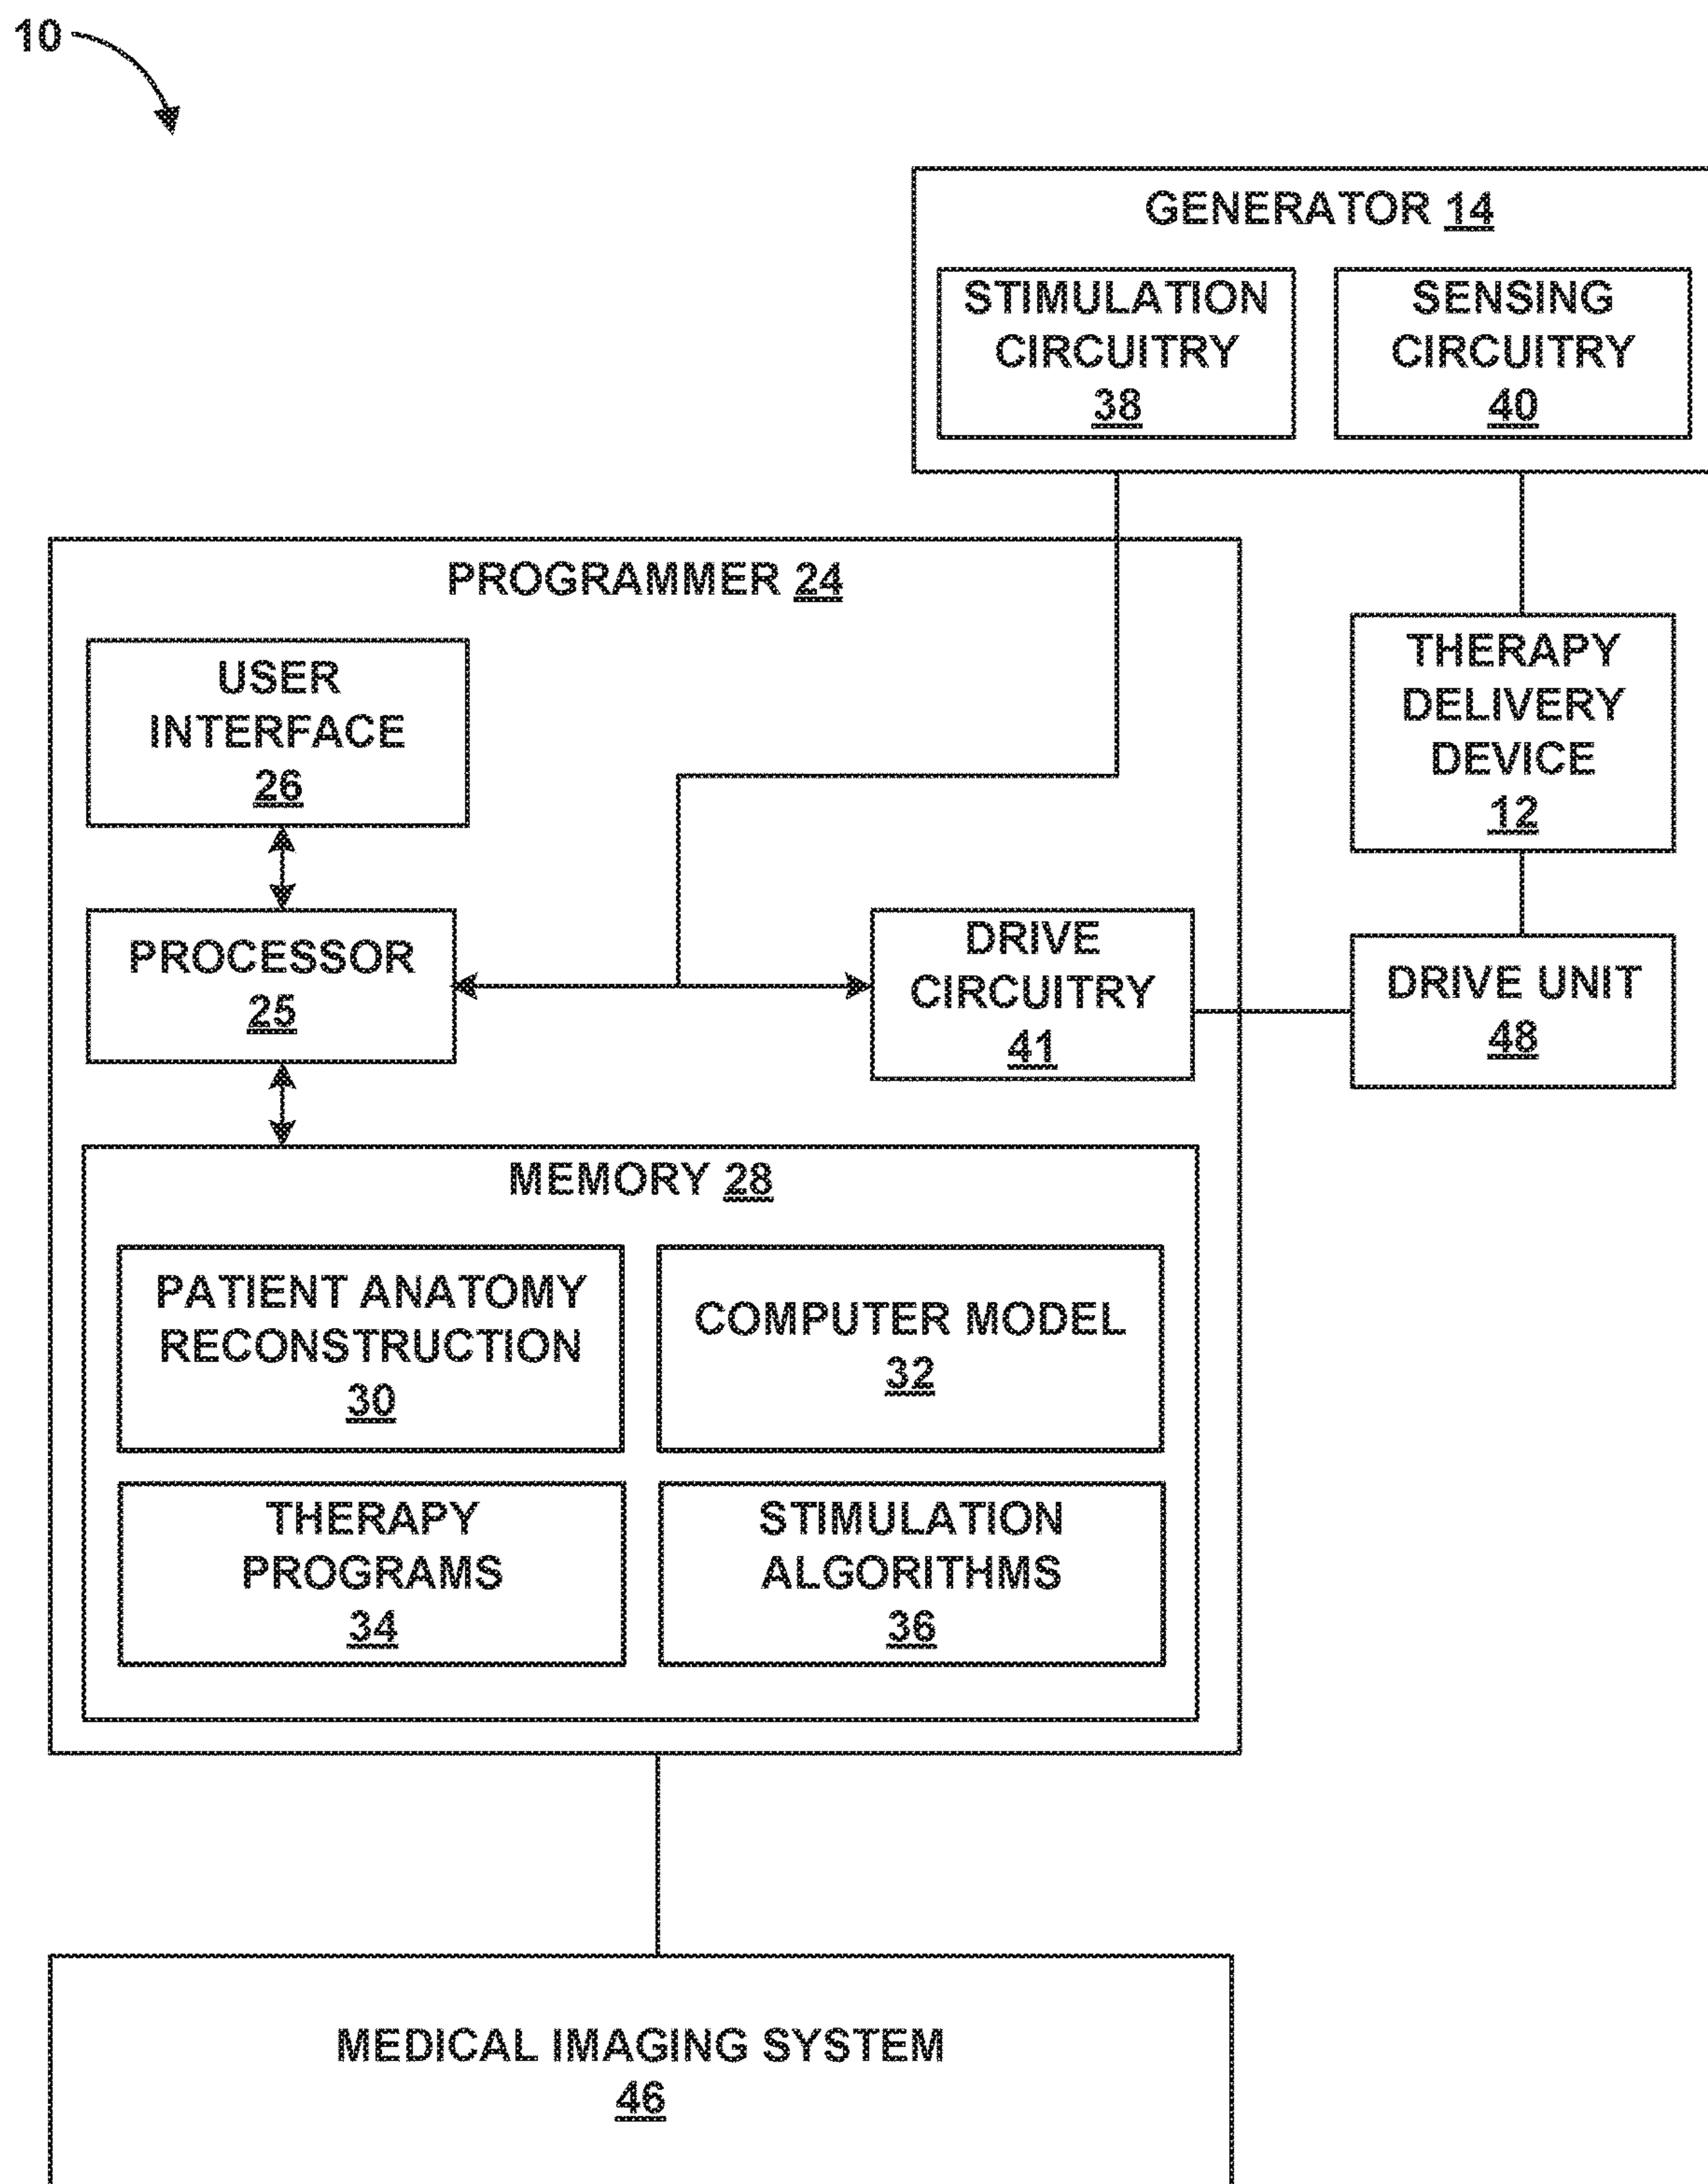 10
GENERATOR 14
STIMULATION
CIRCUITRY
38
SENSING
CIRCUITRY
40
PROGRAMMER 24
USER
INTERFACE
26
THERAPY
DELIVERY
DEVICE
12
PROCESSOR
25
DRIVE
CIRCUITRY
41
DRIVE UNIT
48
MEMORY 28
PATIENT ANATOMY
RECONSTRUCTION
30
COMPUTER MODEL
32
THERAPY
PROGRAMS
34
STIMULATION
ALGORITHMS
36
MEDICAL IMAGING SYSTEM
46